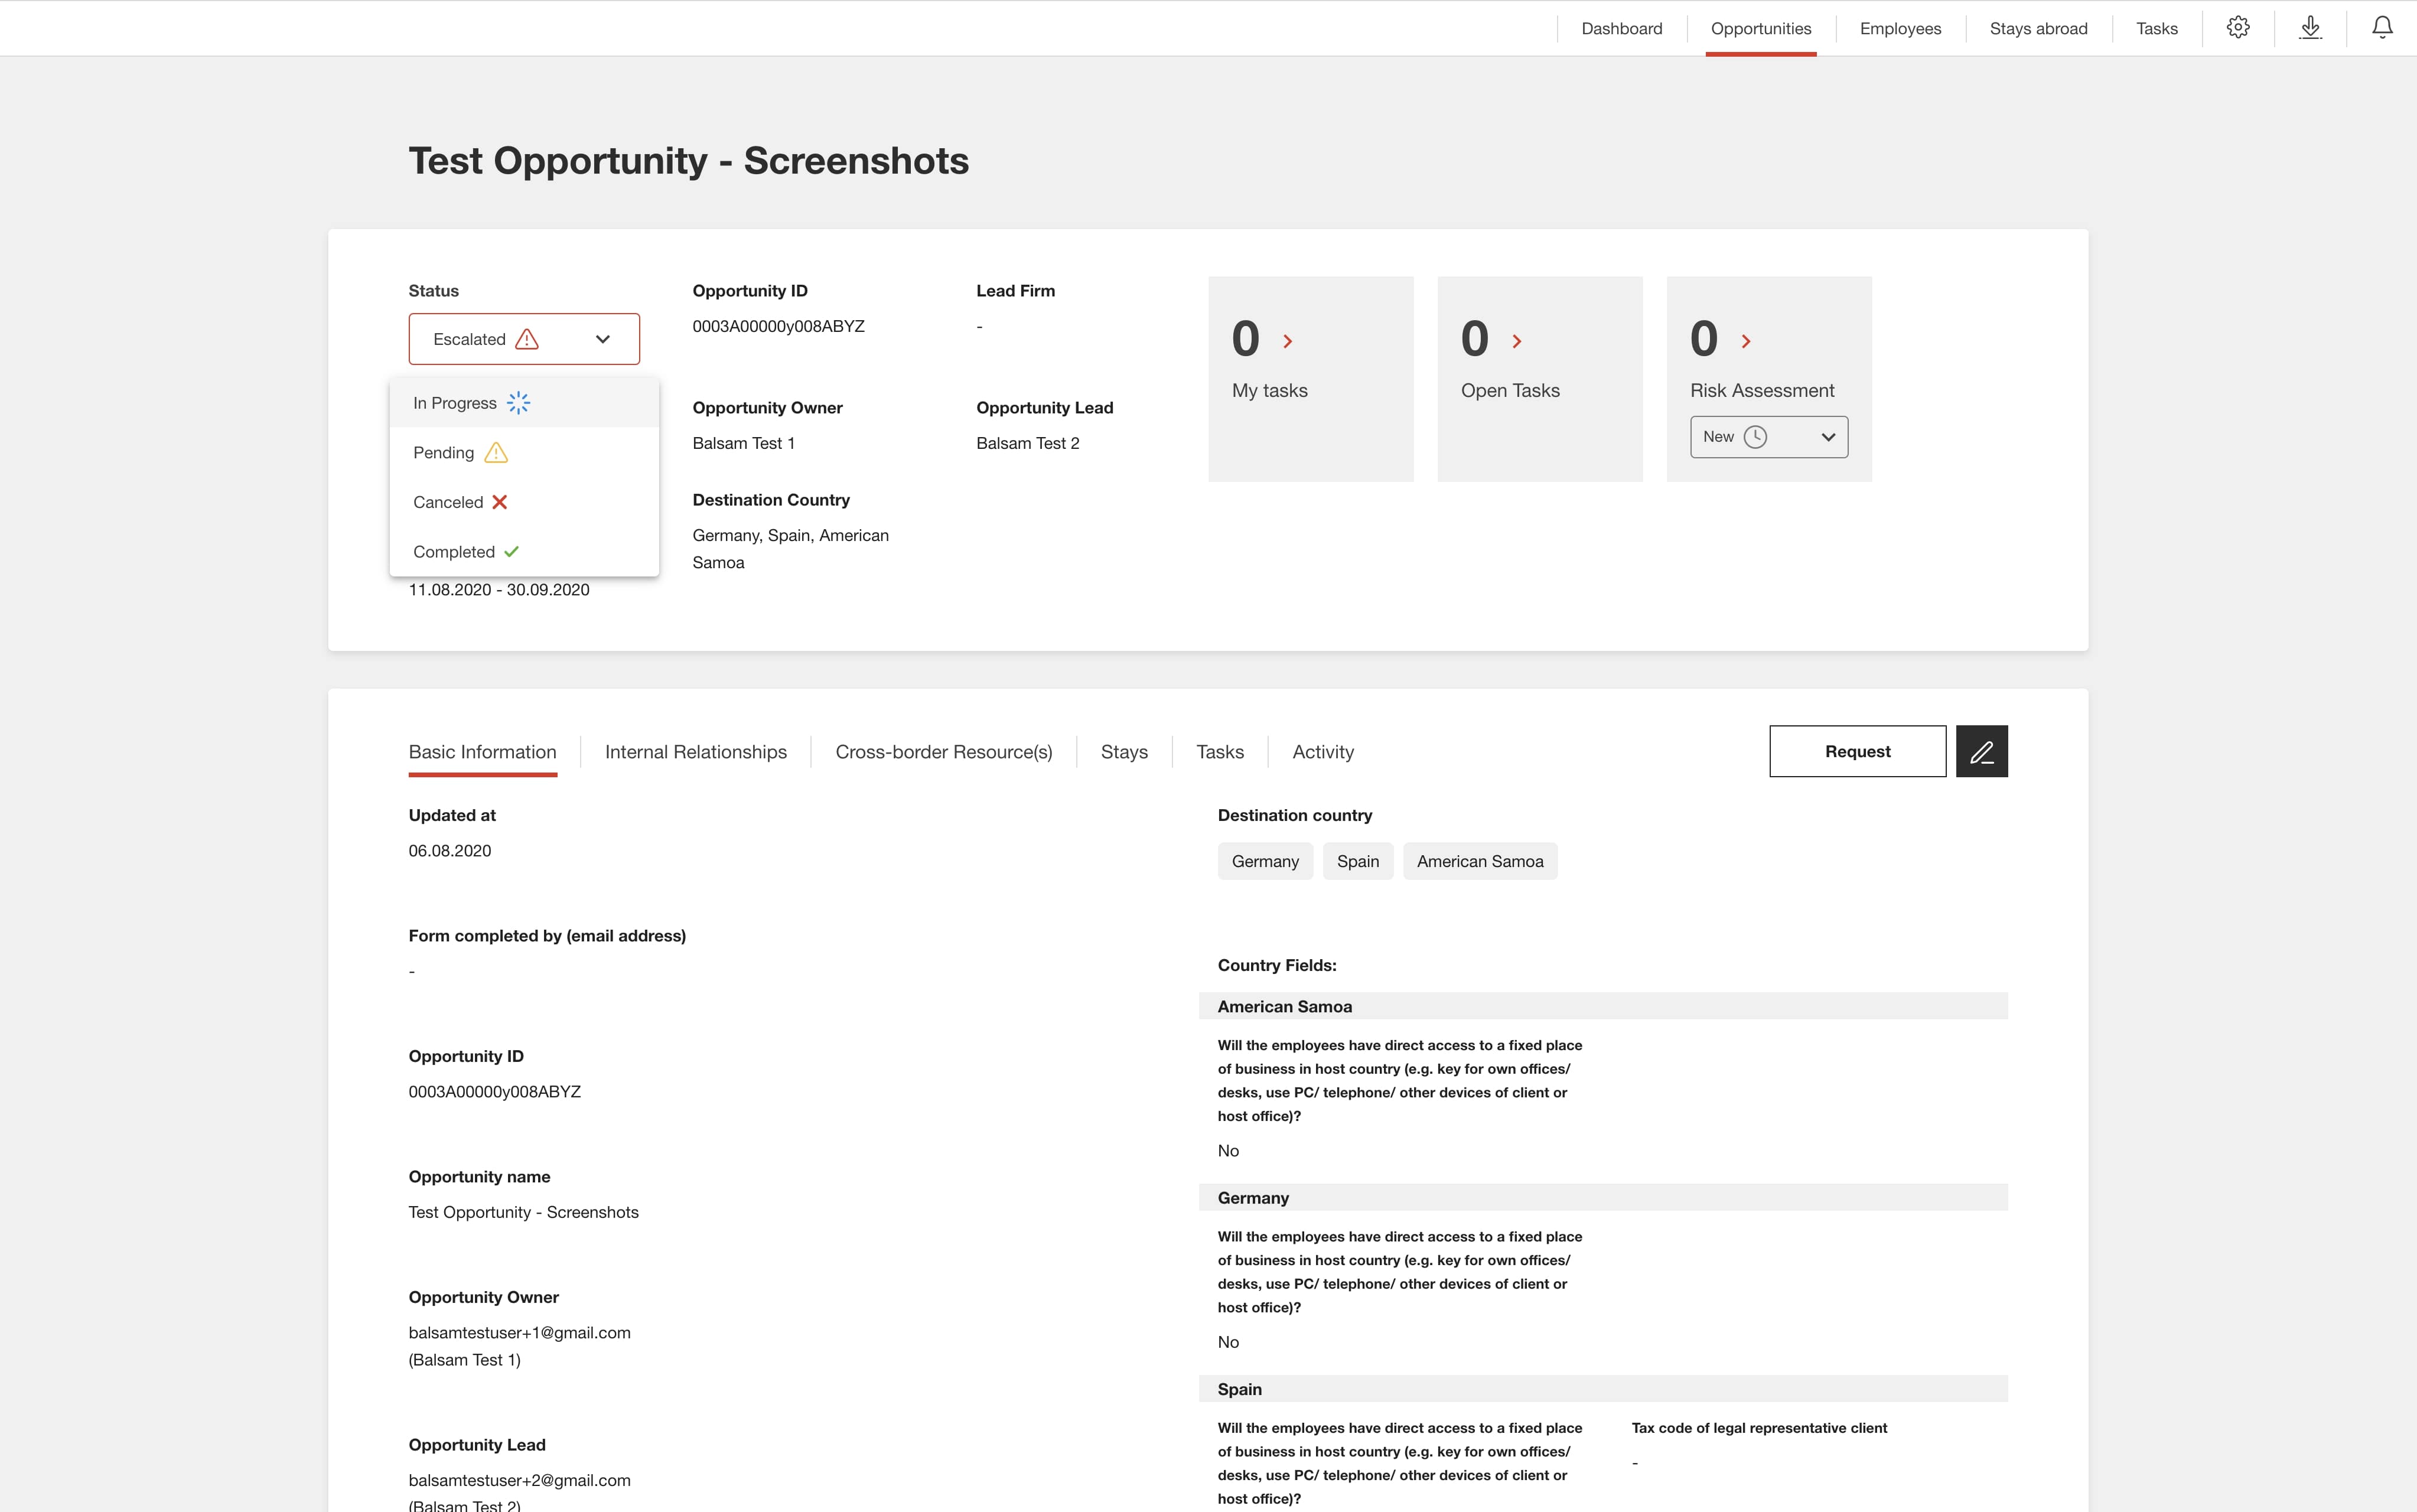 Dashboard
Opportunities
Employees
Stays abroad
Tasks
Test Opportunity - Screenshots
Status
Escalated
In Progress
Pending
Canceled
Completed
11.08.2020 - 30.09.2020
Opportunity ID
0003A00000y008ABYZ
Lead Firm
-
Opportunity Owner
Balsam Test 1
Opportunity Lead
Balsam Test 2
Destination Country
Germany, Spain, American
Samoa
0
My tasks
0
Open Tasks
0
Risk Assessment
New
Basic Information
Internal Relationships
Cross-border Resource(s)
Stays
Tasks
Activity
Request
Updated at
06.08.2020
Form completed by (email address)
-
Opportunity ID
0003A00000y008ABYZ
Opportunity name
Test Opportunity - Screenshots
Opportunity Owner
balsamtestuser+1@gmail.com
(Balsam Test 1)
Opportunity Lead
balsamtestuser+2@gmail.com
(Balsam Test 2)
Destination country
Germany
Spain
American Samoa
Country Fields:
American Samoa
Will the employees have direct access to a fixed place
of business in host country (e.g. key for own offices/
desks, use PC/ telephone/ other devices of client or
host office)?
No
Germany
Will the employees have direct access to a fixed place
of business in host country (e.g. key for own offices/
desks, use PC/ telephone/ other devices of client or
host office)?
No
Spain
Will the employees have direct access to a fixed place
of business in host country (e.g. key for own offices/
desks, use PC/ telephone/ other devices of client or
host office)?
Tax code of legal representative client
-